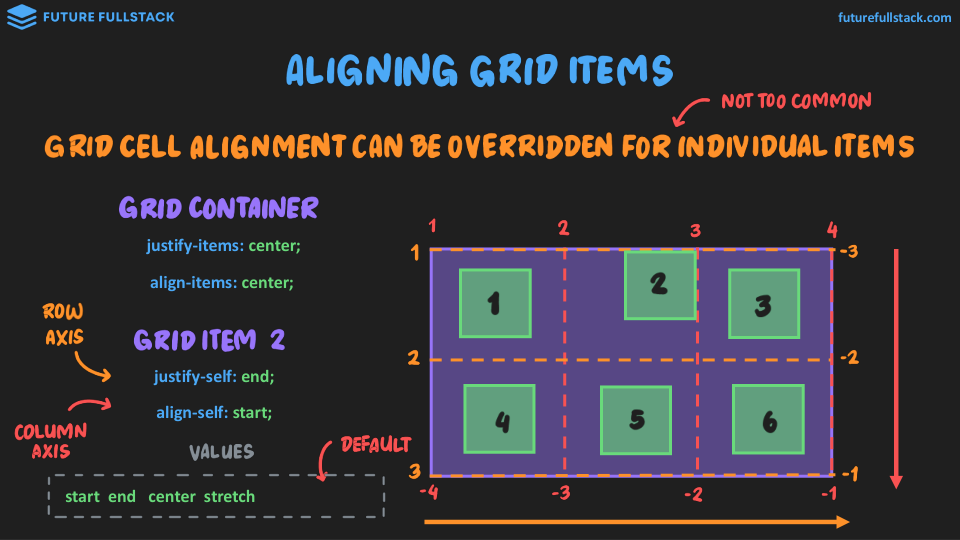 FUTURE FULLSTACK
futurefullstack.com
ALIGNING GRID ITEMS
NOT TOO COMMON
GRID CELL ALIGNMENT CAN BE OVERRIDDEN FOR INDIVIDUAL ITEMS
GRID CONTAINER
justify-items: center;
align-items: center;
ROW
AXIS
GRID ITEM 2
justify-self: end;
align-self: start;
COLUMN
AXIS
VALUES
DEFAULT
start end center stretch
1 2 3 4
1 -3
1 2 3
2 -2
4 5 6
3 -1
-4 -3 -2 -1